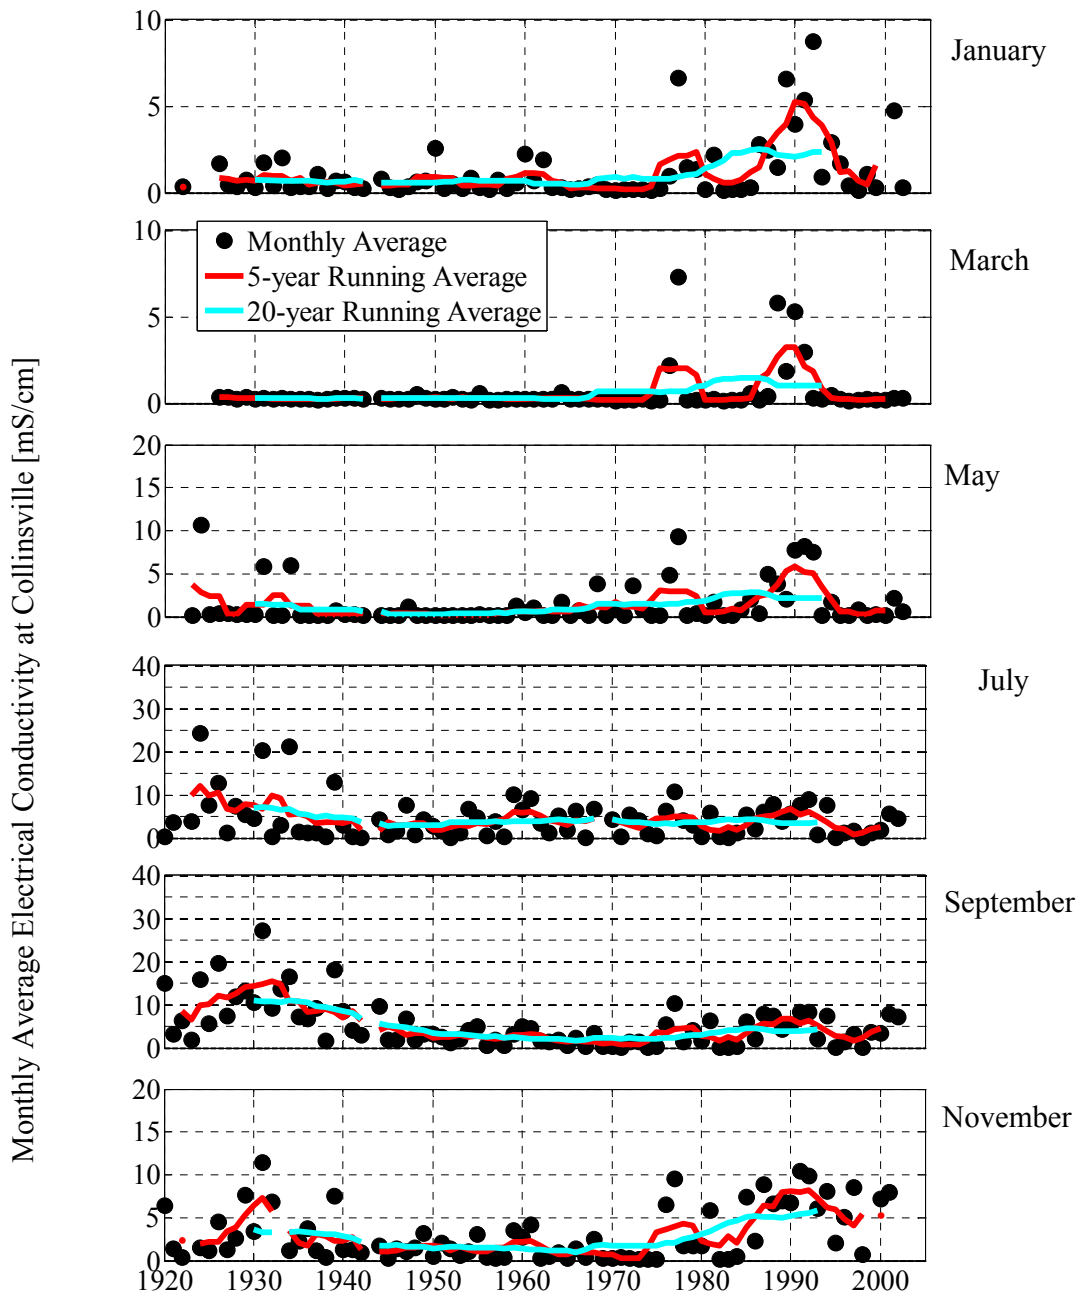 Monthly Average Electrical Conductivity at Collinsville [mS/cm]
10
5
0
January
10
5
0
March
Monthly Average
5-year Running Average
20-year Running Average
20
15
10
5
0
May
40
30
20
10
0
July
40
30
20
10
0
September
20
15
10
5
0
November
1920 1930 1940 1950 1960 1970 1980 1990 2000